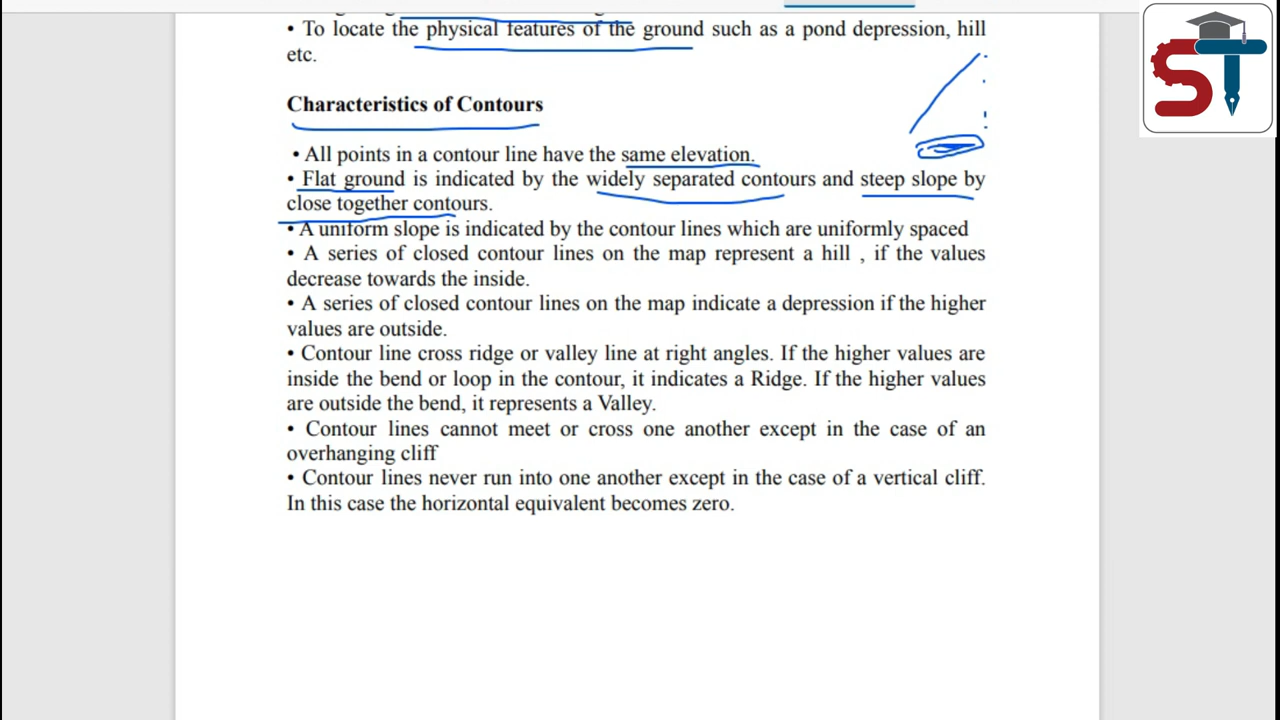 • To locate the physical features of the ground such as a pond depression, hill
etc.
Characteristics of Contours
• All points in a contour line have the same elevation.
• Flat ground is indicated by the widely separated contours and steep slope by
close together contours.
• A uniform slope is indicated by the contour lines which are uniformly spaced
• A series of closed contour lines on the map represent a hill , if the values
decrease towards the inside.
• A series of closed contour lines on the map indicate a depression if the higher
values are outside.
• Contour line cross ridge or valley line at right angles. If the higher values are
inside the bend or loop in the contour, it indicates a Ridge. If the higher values
are outside the bend, it represents a Valley.
• Contour lines cannot meet or cross one another except in the case of an
overhanging cliff
• Contour lines never run into one another except in the case of a vertical cliff.
In this case the horizontal equivalent becomes zero.
ST